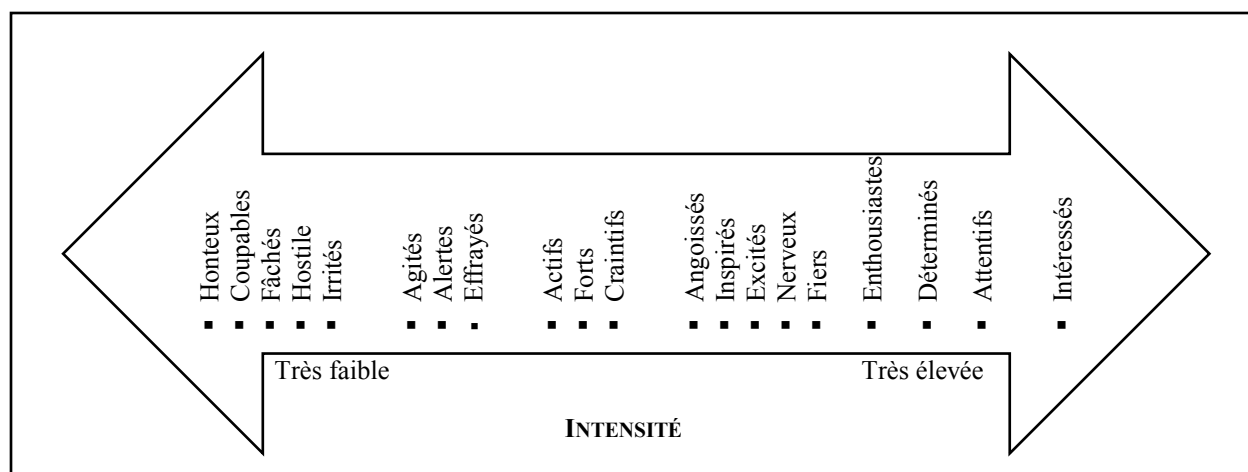 Honteux
Coupables
Fâchés
Hostile
Irrités
Agités
Alertes
Effrayés
Actifs
Forts
Craintifs
Angoissés
Inspirés
Excités
Nerveux
Fiers
Enthousiastes
Déterminés
Attentifs
Intéressés
Très faible
Très élevée
INTENSITÉ